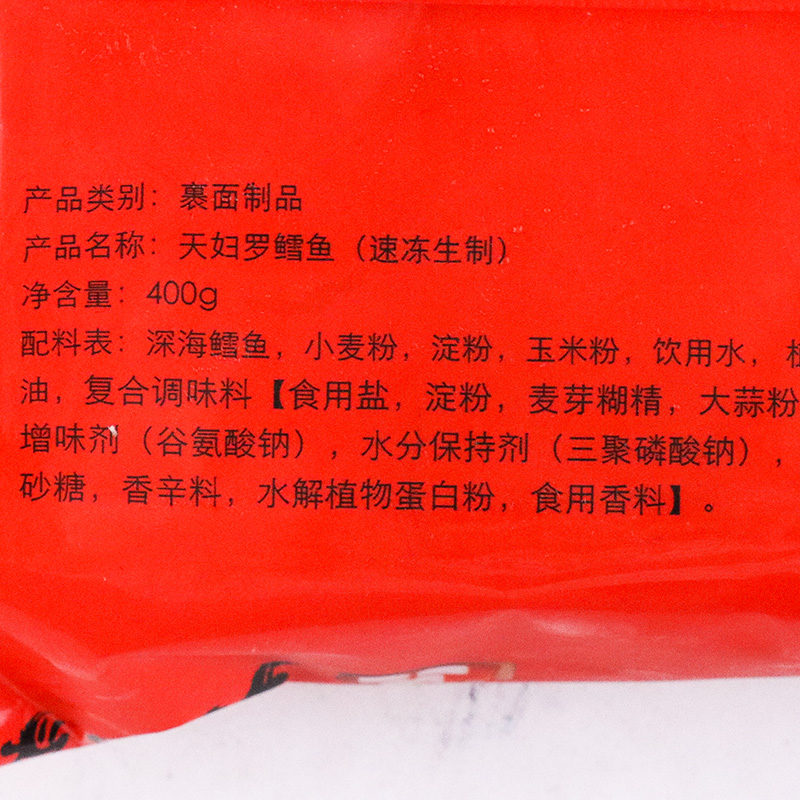 产品类别：裹面制品
产品名称：天妇罗鳕鱼（速冻生制）
净含量：400g
配料表：深海鳕鱼，小麦粉，淀粉，玉米粉，饮用水，
油，复合调味料【食用盐，淀粉，麦芽糊精，大蒜粉
增味剂（谷氨酸钠），水分保持剂（三聚磷酸钠），
砂糖，香辛料，水解植物蛋白粉，食用香料】。